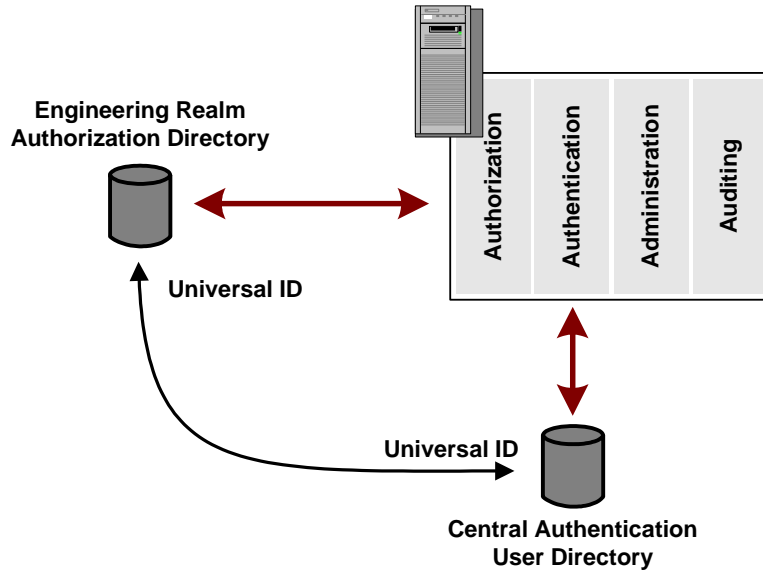 Engineering Realm
Authorization Directory
Authorization
Authentication
Administration
Auditing
Universal ID
Universal ID
Central Authentication
User Directory